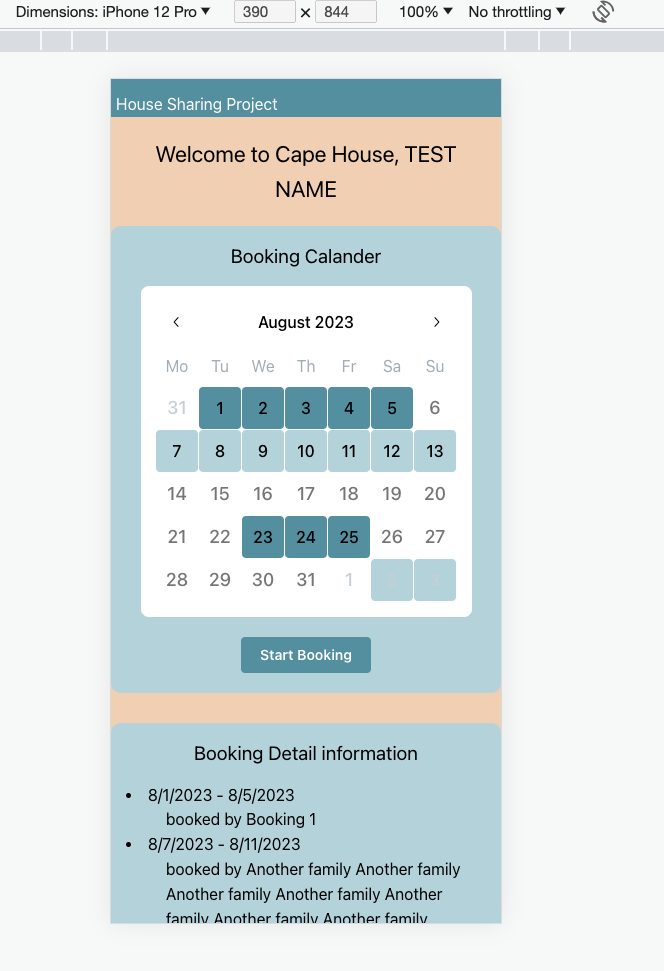 Dimensions: iPhone 12 Pro ▼ 390 × 844 100% ▼ No throttling ▼
House Sharing Project
Welcome to Cape House, TEST
NAME
Booking Calander
August 2023
Mo Tu We Th Fr Sa Su
31 1 2 3 4 5 6
7 8 9 10 11 12 13
14 15 16 17 18 19 20
21 22 23 24 25 26 27
28 29 30 31 1
Start Booking
Booking Detail information
• 8/1/2023 - 8/5/2023
booked by Booking 1
• 8/7/2023 - 8/11/2023
booked by Another family Another family
Another family Another family Another
family Another family Another family